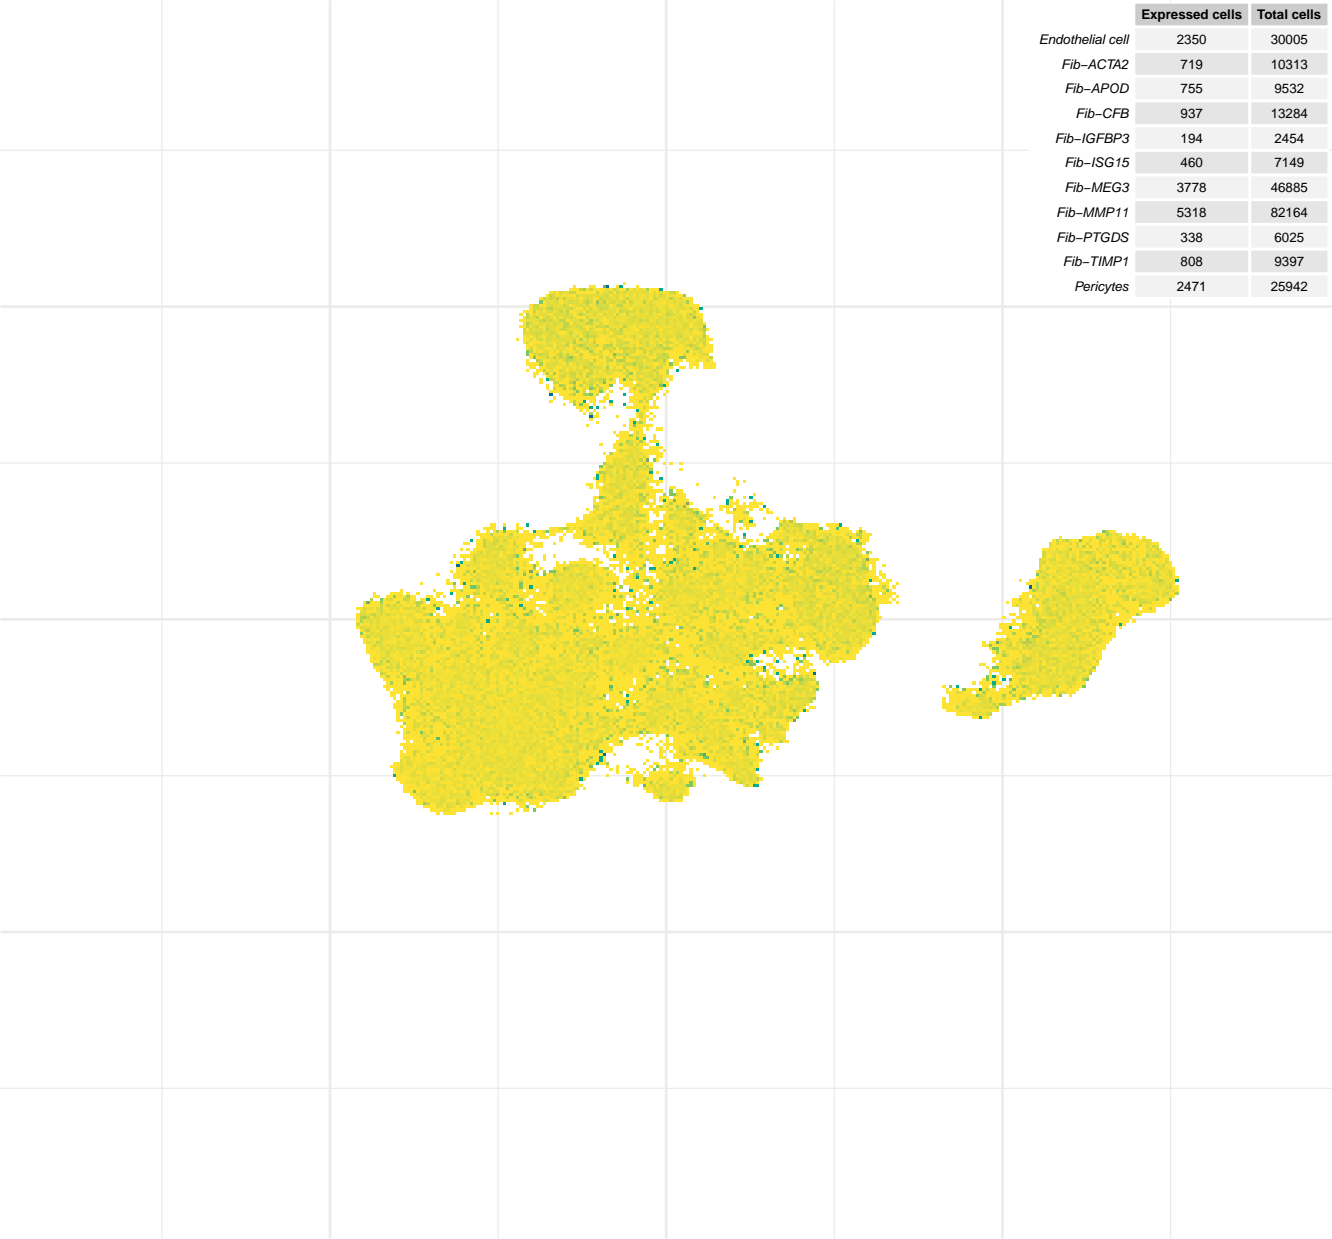 Expressed cells Total cells
Endothelial cell 2350 30005
Fib−ACTA2 719 10313
Fib−APOD 755 9532
Fib−CFB 937 13284
Fib−IGFBP3 194 2454
Fib−ISG15 460 7149
Fib−MEG3 3778 46885
Fib−MMP11 5318 82164
Fib−PTGDS 338 6025
Fib−TIMP1 808 9397
Pericytes 2471 25942